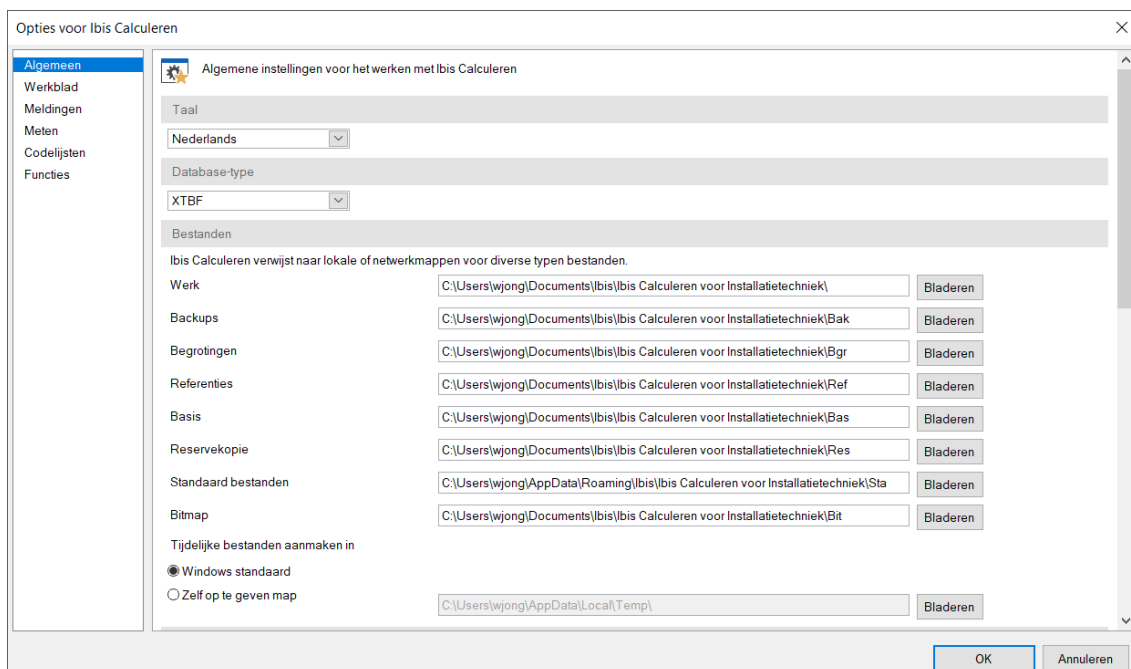 Opties voor Ibis Calculeren
Algemeen
Werkblad
Meldingen
Meten
Codelijsten
Functies
Algemene instellingen voor het werken met Ibis Calculeren
Taal
Nederlands
Database-type
XTBF
Bestanden
Ibis Calculeren verwijst naar lokale of netwerkmappen voor diverse typen bestanden.
Werk C:\Users\wjong\Documents\Ibis\Ibis Calculeren voor Installatietechniek\ Bladeren
Backups C:\Users\wjong\Documents\Ibis\Ibis Calculeren voor Installatietechniek\Bak Bladeren
Begrotingen C:\Users\wjong\Documents\Ibis\Ibis Calculeren voor Installatietechniek\Bgr Bladeren
Referenties C:\Users\wjong\Documents\Ibis\Ibis Calculeren voor Installatietechniek\Ref Bladeren
Basis C:\Users\wjong\Documents\Ibis\Ibis Calculeren voor Installatietechniek\Bas Bladeren
Reservekopie C:\Users\wjong\Documents\Ibis\Ibis Calculeren voor Installatietechniek\Res Bladeren
Standaard bestanden C:\Users\wjong\AppData\Roaming\Ibis\Ibis Calculeren voor Installatietechniek\Sta Bladeren
Bitmap C:\Users\wjong\Documents\Ibis\Ibis Calculeren voor Installatietechniek\Bit Bladeren
Tijdelijke bestanden aanmaken in
Windows standaard
Zelf op te geven map C:\Users\wjong\AppData\Local\Temp\ Bladeren
OK Annuleren